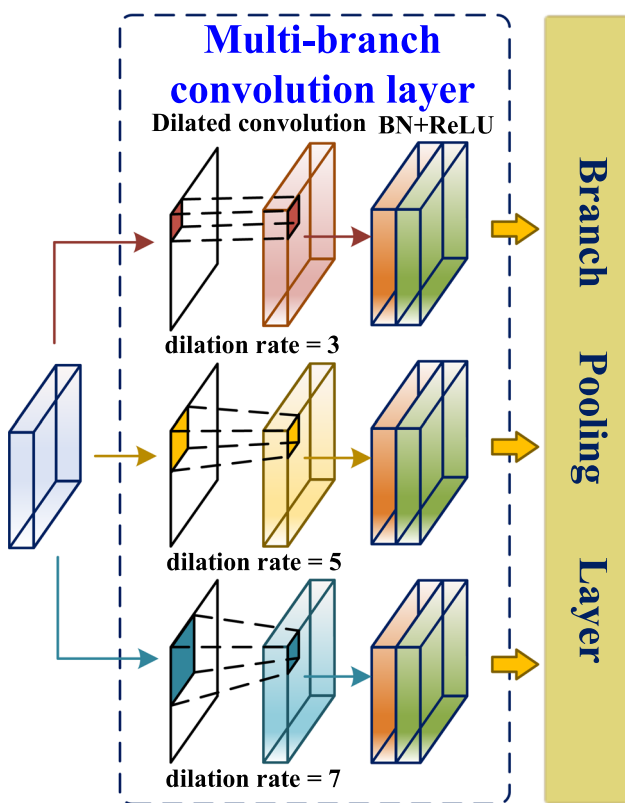 Multi-branch
convolution layer
Dilated convolution
BN+ReLU
dilation rate = 3
dilation rate = 5
dilation rate = 7
Branch Pooling Layer